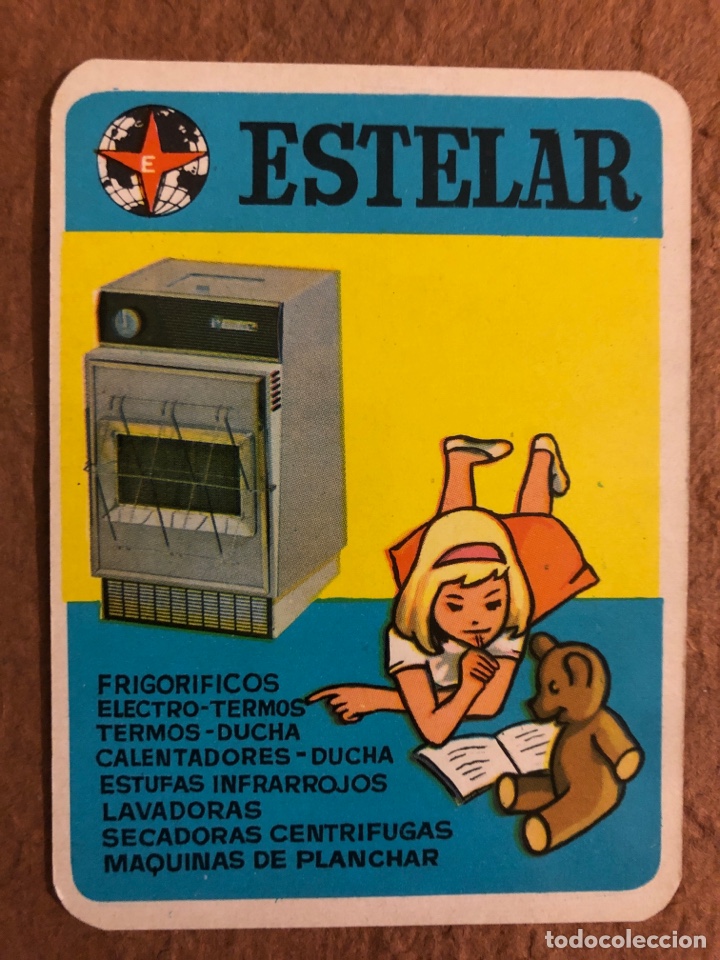 E
ESTELAR
FRIGORIFICOS
ELECTRO-TERMOS
TERMOS-DUCHA
CALENTADORES-DUCHA
ESTUFAS INFRARROJOS
LAVADORAS
SECADORAS CENTRIFUGAS
MAQUINAS DE PLANCHAR
todocoleccion